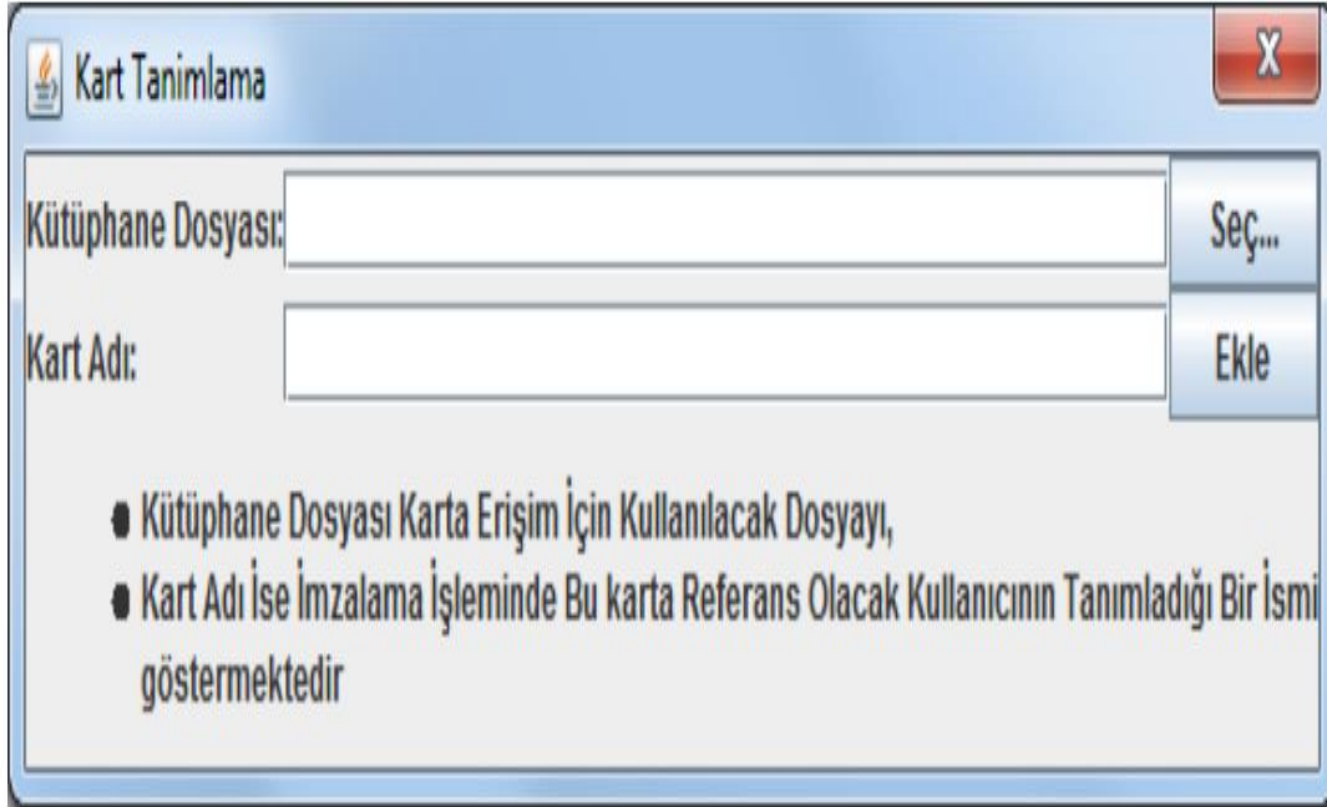 Kart Tanimlama
X
Kütüphane Dosyası:
Seç...
Kart Adı:
Ekle
Kütüphane Dosyası Karta Erişim İçin Kullanılacak Dosyayı,
Kart Adı İse İmzalama İşleminde Bu karta Referans Olacak Kullanıcının Tanımladığı Bir İsmi
göstermektedir